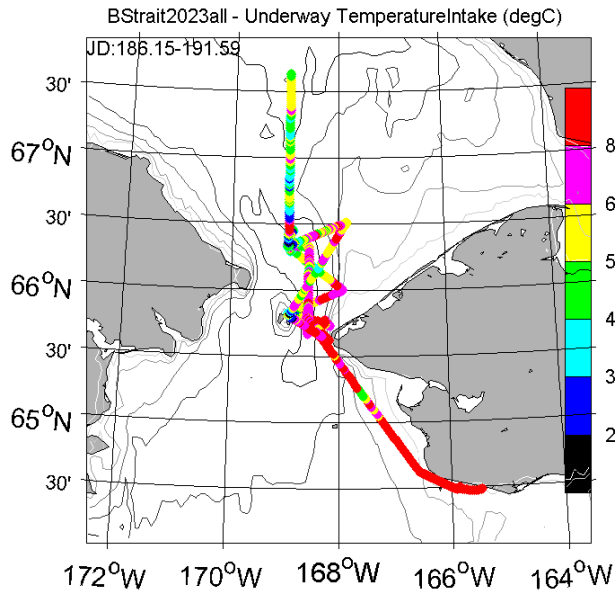 BStrait2023all - Underway TemperatureIntake (degC)
JD:186.15-191.59
30'
67°N
30'
66°N
30'
65°N
30'
8
6
5
4
3
2
172°W 170°W 168°W 166°W 164°W